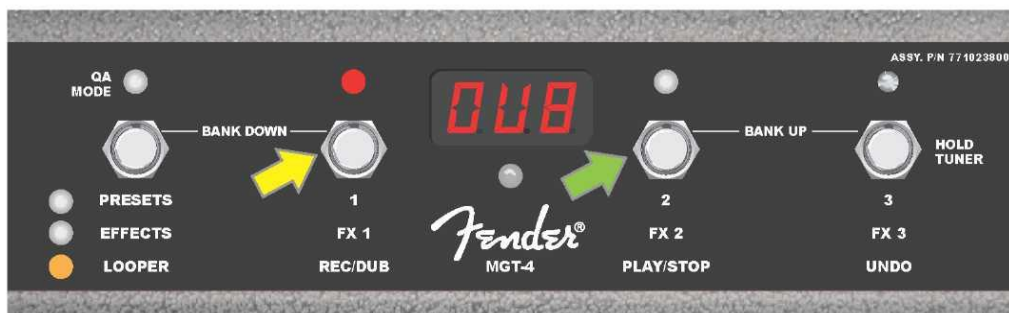 ASSY. P/N 771023800
QA
MODE
OVB
BANK DOWN
BANK UP
HOLD
TUNER
PRESETS
1
2
3
EFFECTS
FX 1
Fender®
FX 2
FX 3
LOOPER
REC/DUB
MGT-4
PLAY/STOP
UNDO